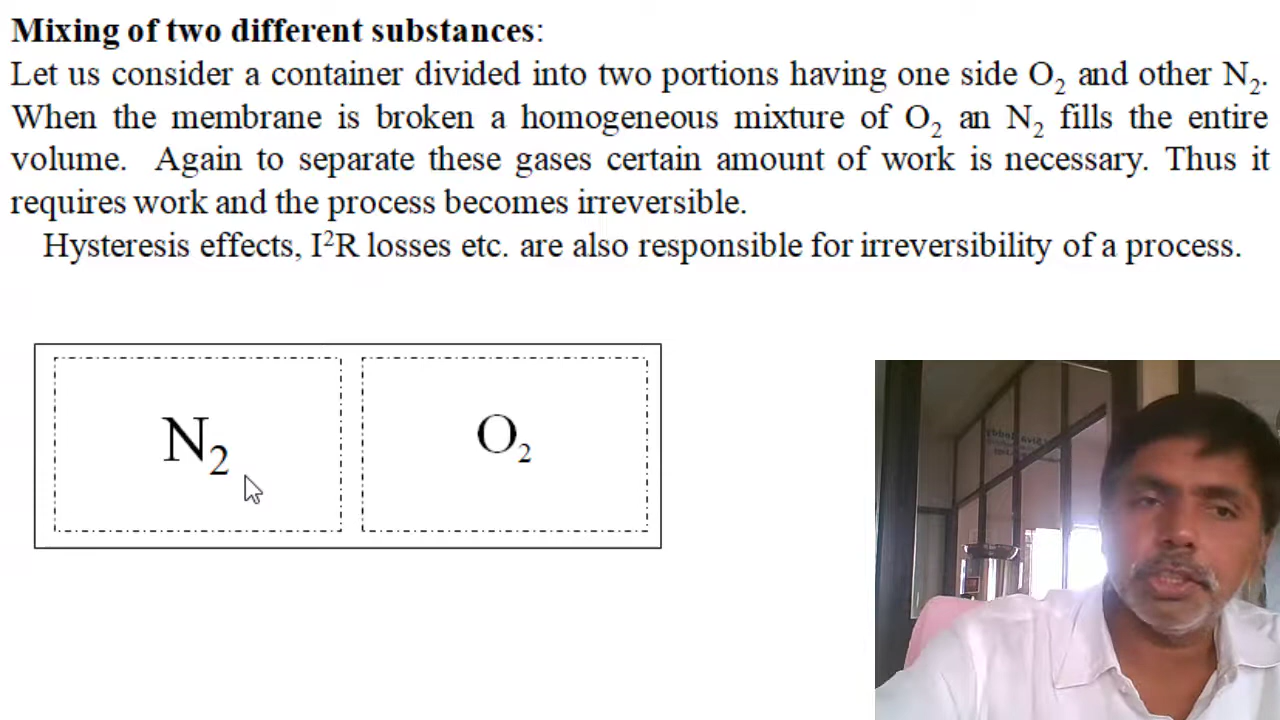 Mixing of two different substances:
Let us consider a container divided into two portions having one side O₂ and other N₂.
When the membrane is broken a homogeneous mixture of O₂ an N₂ fills the entire
volume. Again to separate these gases certain amount of work is necessary. Thus it
requires work and the process becomes irreversible.
Hysteresis effects, I²R losses etc. are also responsible for irreversibility of a process.
N₂
O₂